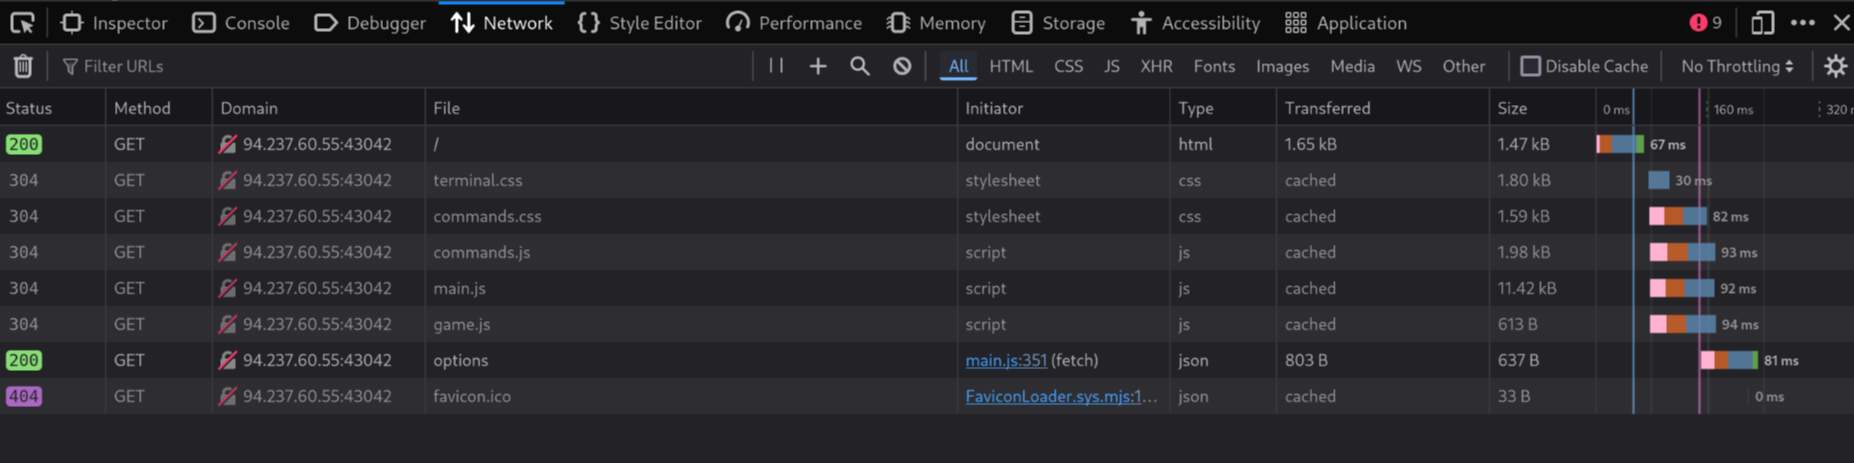 Inspector Console Debugger Network Style Editor Performance Memory Storage Accessibility Application 9
Filter URLs All HTML CSS JS XHR Fonts Images Media WS Other Disable Cache No Throttling
Status Method Domain File Initiator Type Transferred Size 0 ms 160 ms 320 m
200 GET 94.237.60.55:43042 / document html 1.65 kB 1.47 kB 67 ms
304 GET 94.237.60.55:43042 terminal.css stylesheet css cached 1.80 kB 30 ms
304 GET 94.237.60.55:43042 commands.css stylesheet css cached 1.59 kB 82 ms
304 GET 94.237.60.55:43042 commands.js script js cached 1.98 kB 93 ms
304 GET 94.237.60.55:43042 main.js script js cached 11.42 kB 92 ms
304 GET 94.237.60.55:43042 game.js script js cached 613 B 94 ms
200 GET 94.237.60.55:43042 options main.js:351 (fetch) json 803 B 637 B 81 ms
404 GET 94.237.60.55:43042 favicon.ico FaviconLoader.sys.mjs:1… json cached 33 B 0 ms